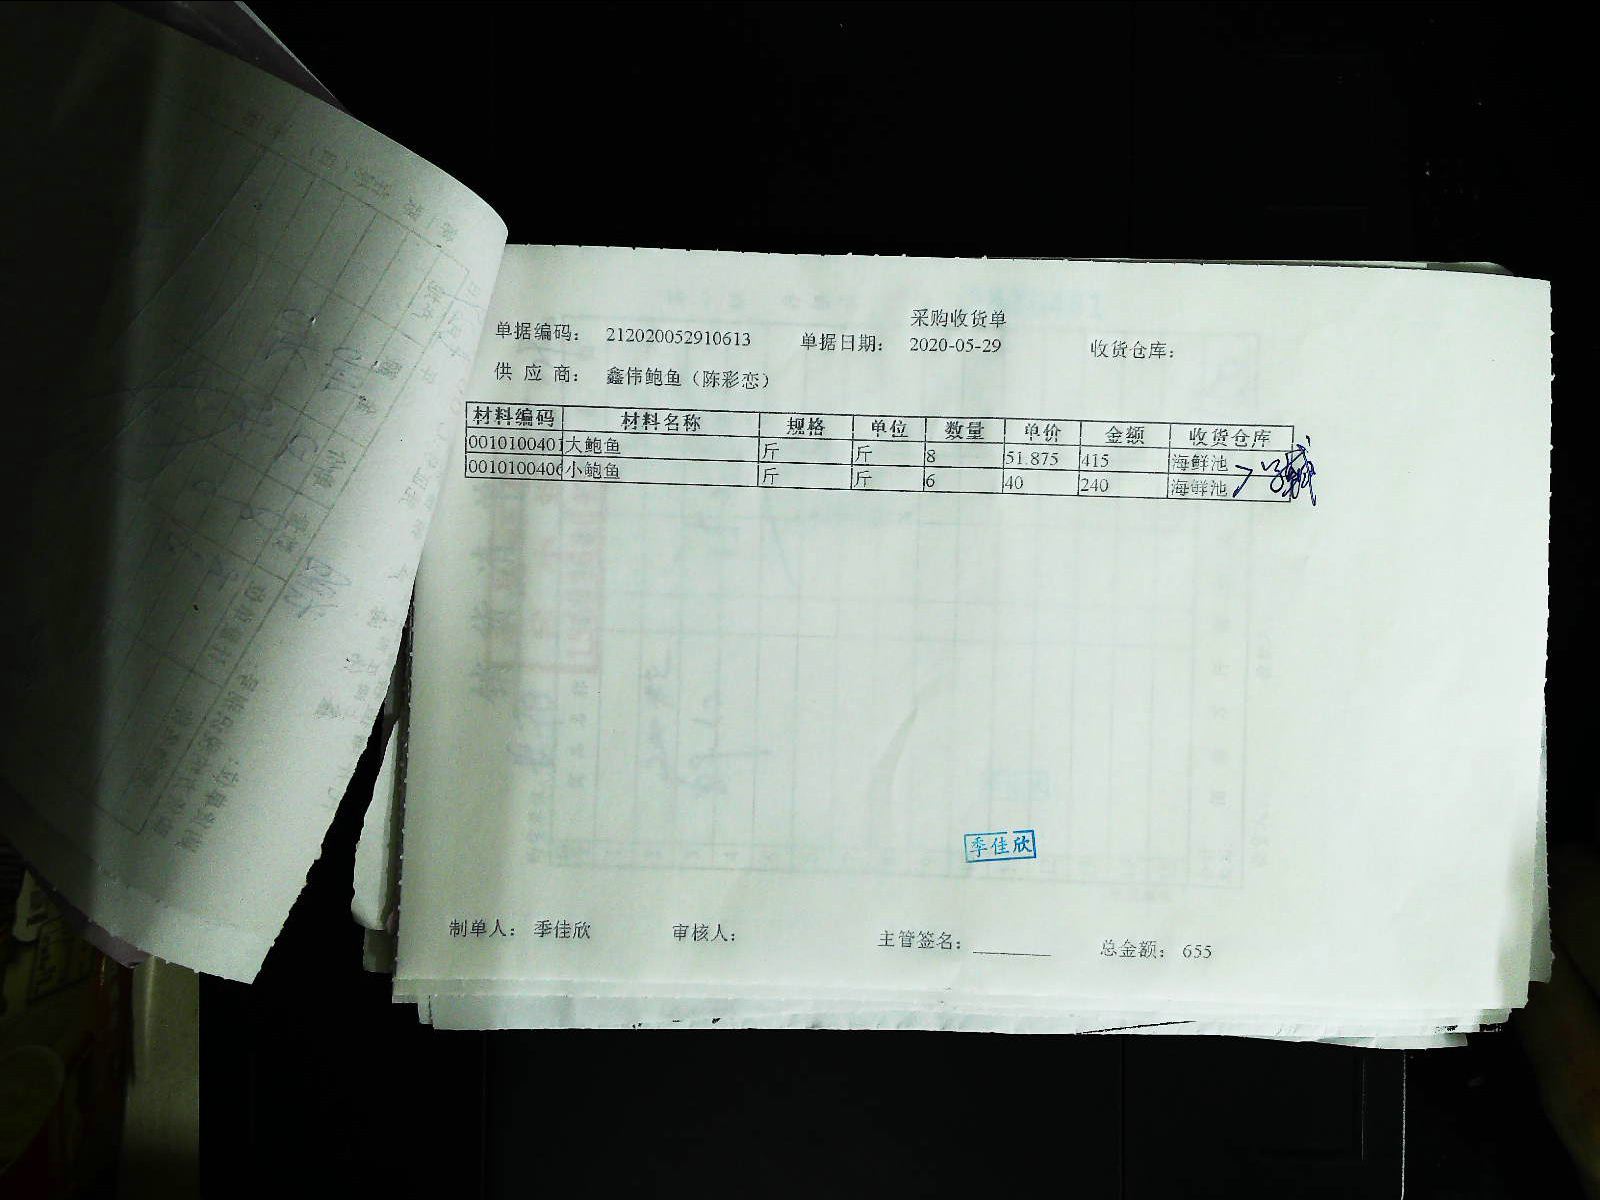 采购收货单
单据编码： 212020052910613 单据日期： 2020-05-29 收货仓库：
供 应 商： 鑫伟鲍鱼（陈彩恋）
材料编码 材料名称 规格 单位 数量 单价 金额 收货仓库
0010100401 大鲍鱼 斤 斤 8 51.875 415 海鲜池
001010040 小鲍鱼 斤 斤 6 40 240 海鲜池
季佳欣
制单人： 季佳欣 审核人： 主管签名： 总金额： 655